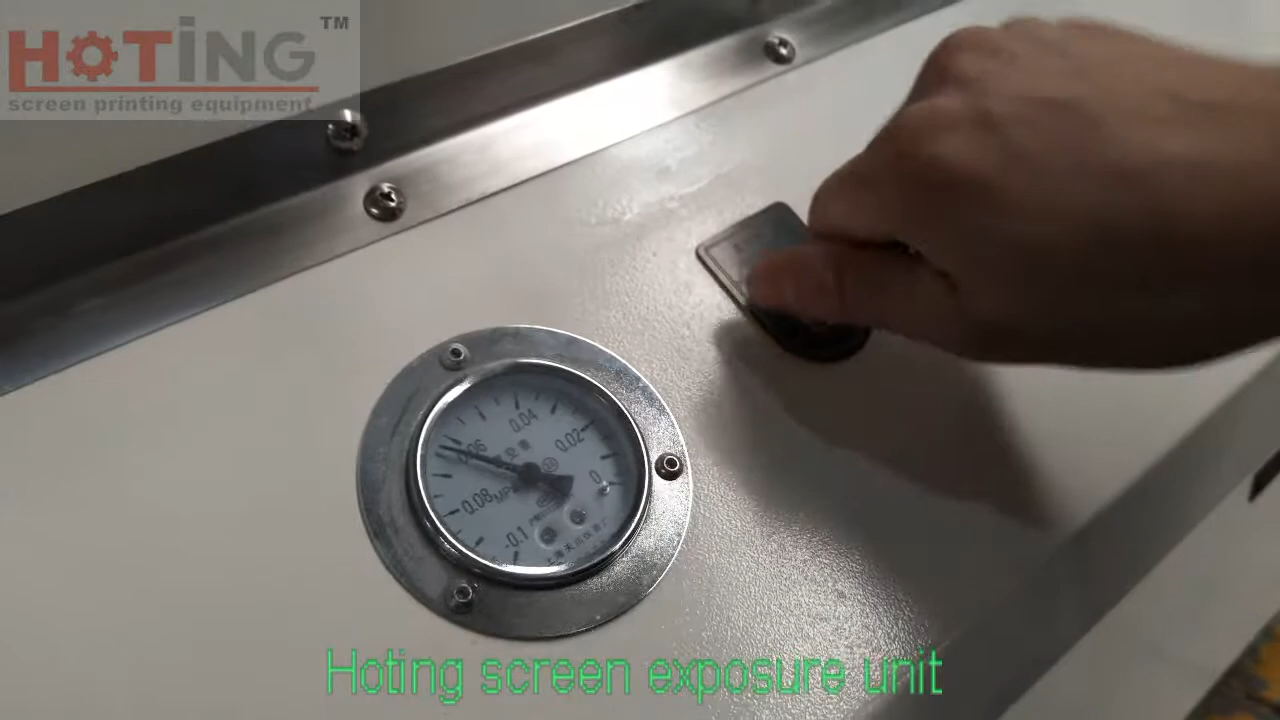 HOTiNG™
screen printing equipment
0.04
0.06
0.02
0
0.08
MPa
-0.1
Hoting screen exposure unit